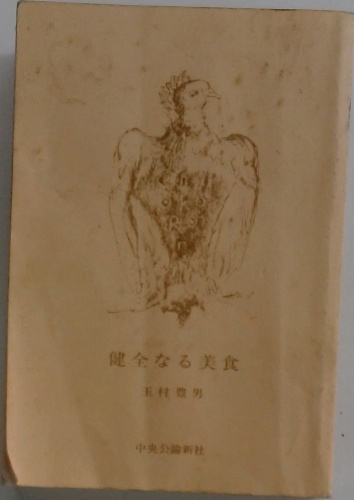 健全なる美食
玉村豊男
中央公論新社